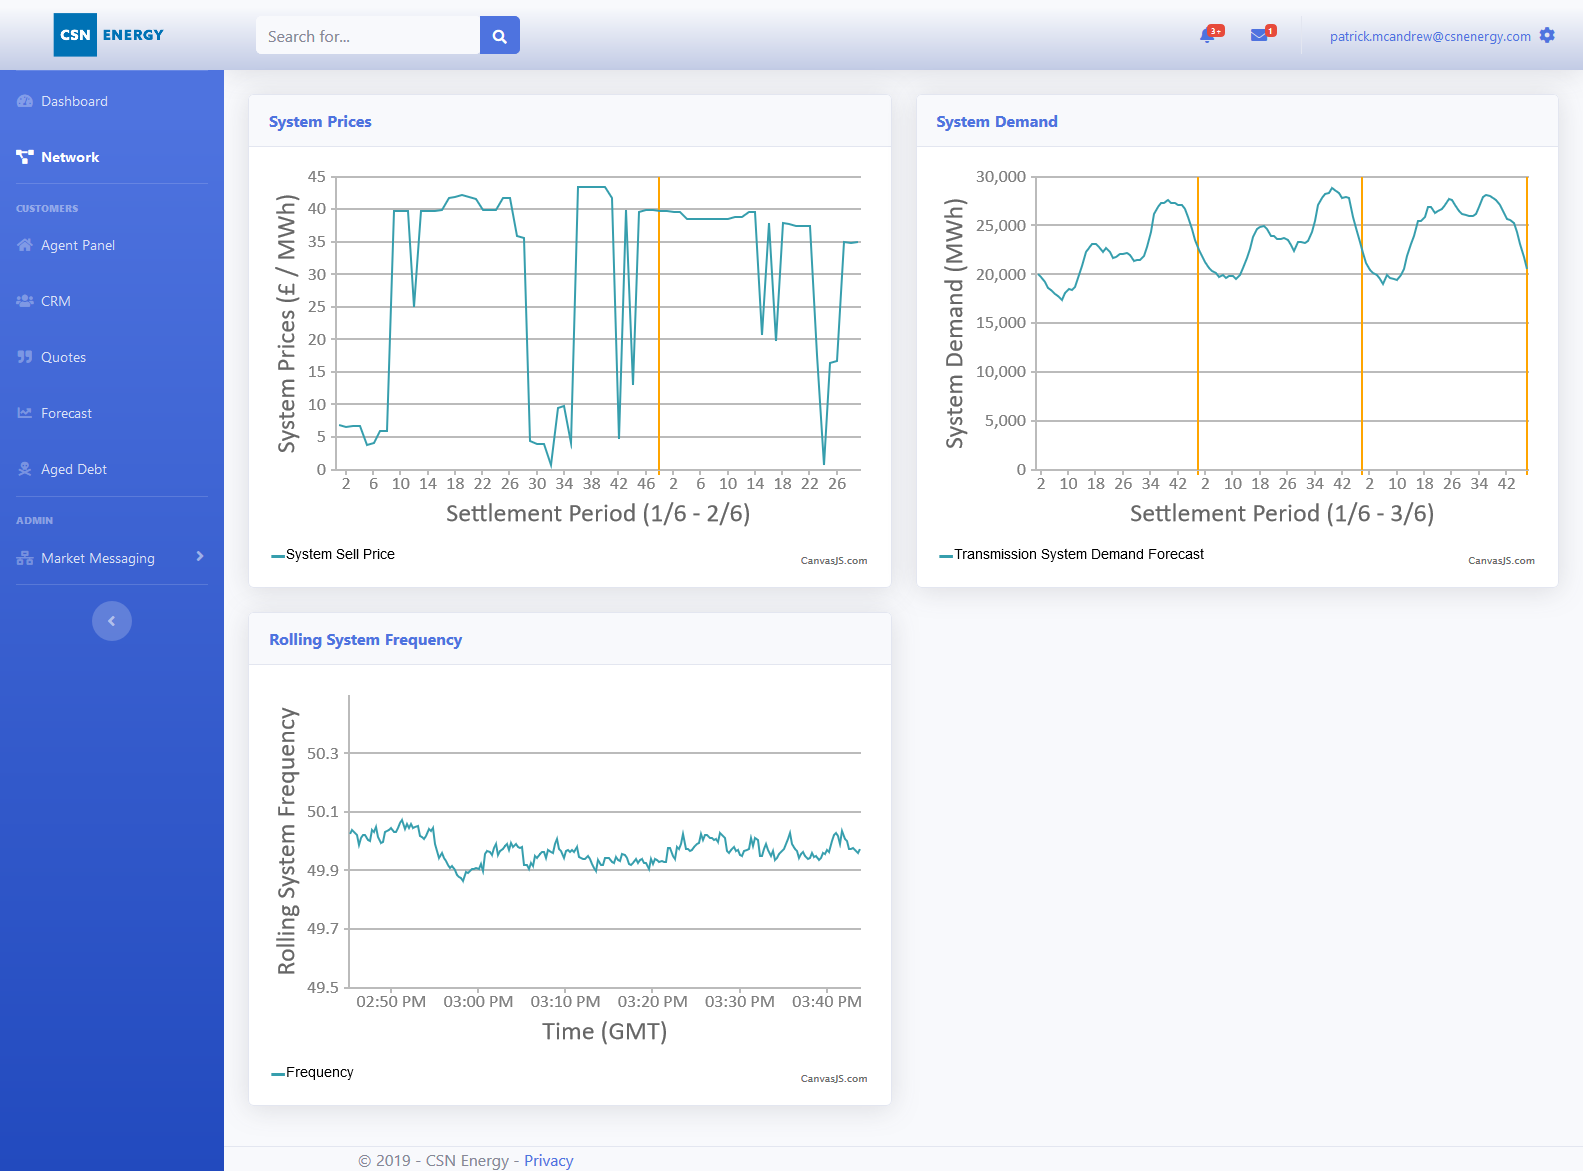 CSN ENERGY
Search for...
3+
1
patrick.mcandrew@csnenergy.com
Dashboard
Network
CUSTOMERS
Agent Panel
CRM
Quotes
Forecast
Aged Debt
ADMIN
Market Messaging
System Prices
System Prices (£ / MWh)
45
40
35
30
25
20
15
10
5
0
2 6 10 14 18 22 26 30 34 38 42 46 2 6 10 14 18 22 26
Settlement Period (1/6 - 2/6)
System Sell Price
CanvasJS.com
System Demand
System Demand (MWh)
30,000
25,000
20,000
15,000
10,000
5,000
0
2 10 18 26 34 42 2 10 18 26 34 42 2 10 18 26 34 42
Settlement Period (1/6 - 3/6)
Transmission System Demand Forecast
CanvasJS.com
Rolling System Frequency
Rolling System Frequency
50.3
50.1
49.9
49.7
49.5
02:50 PM 03:00 PM 03:10 PM 03:20 PM 03:30 PM 03:40 PM
Time (GMT)
Frequency
CanvasJS.com
© 2019 - CSN Energy - Privacy